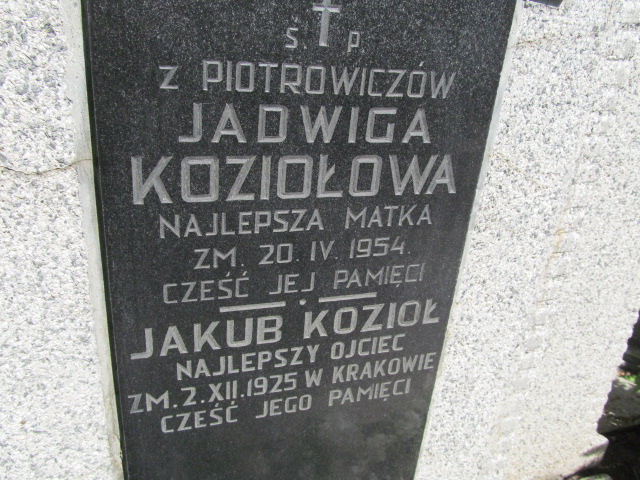 Ś. P.
z PIOTROWICZÓW
JADWIGA
KOZIOŁOWA
NAJLEPSZA MATKA
ZM. 20. IV. 1954.
CZEŚĆ JEJ PAMIĘCI
JAKUB KOZIOŁ
NAJLEPSZY OJCIEC
ZM. 2. XII. 1925 W KRAKOWIE
CZEŚĆ JEGO PAMIĘCI